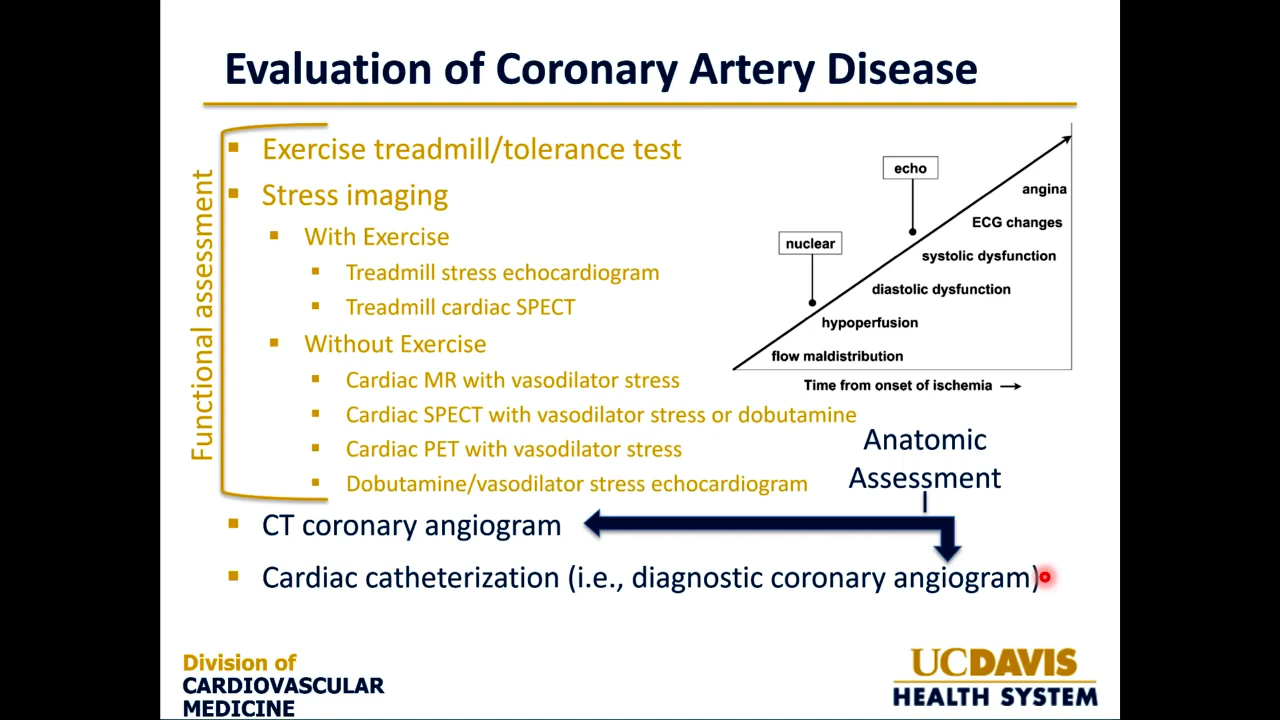 Evaluation of Coronary Artery Disease
Functional assessment
Exercise treadmill/tolerance test
Stress imaging
With Exercise
Treadmill stress echocardiogram
Treadmill cardiac SPECT
Without Exercise
Cardiac MR with vasodilator stress
Cardiac SPECT with vasodilator stress or dobutamine
Cardiac PET with vasodilator stress
Dobutamine/vasodilator stress echocardiogram
echo
nuclear
angina
ECG changes
systolic dysfunction
diastolic dysfunction
hypoperfusion
flow maldistribution
Time from onset of ischemia
Anatomic
Assessment
CT coronary angiogram
Cardiac catheterization (i.e., diagnostic coronary angiogram)
Division of
CARDIOVASCULAR
MEDICINE
UCDAVIS
HEALTH SYSTEM